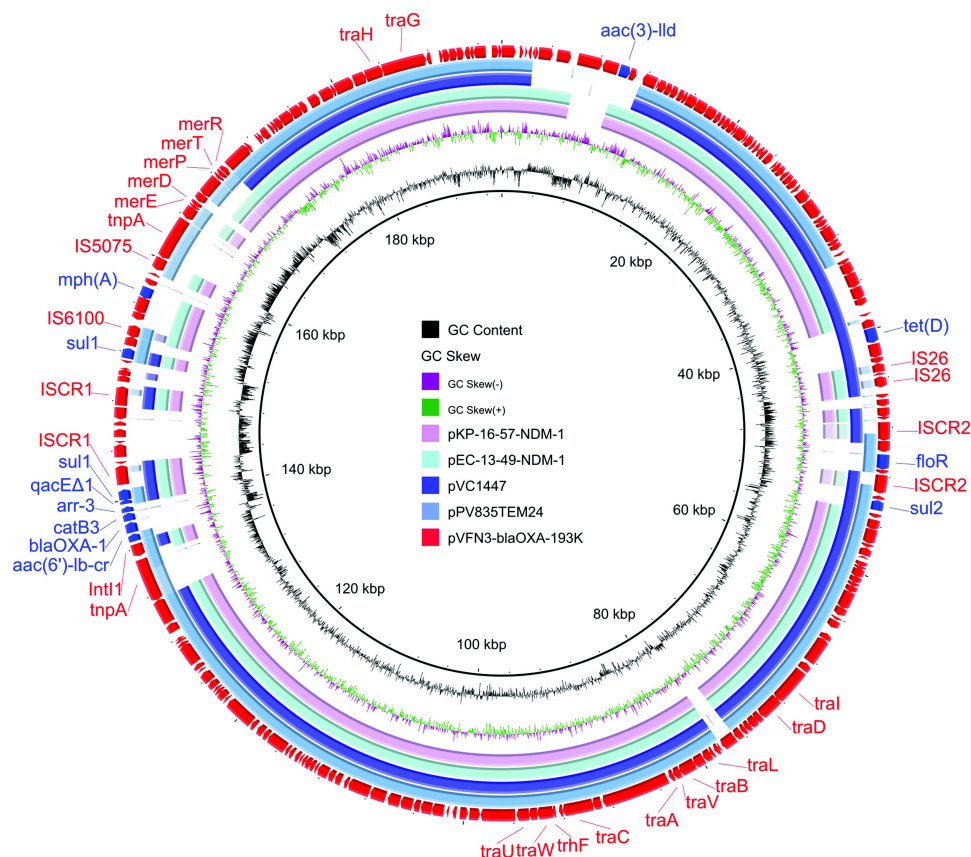 traG
traH
aac(3)-lld
merR
merT
merP
merD
merE
tnpA
IS5075
mph(A)
IS6100
sul1
ISCR1
ISCR1
sul1
qacEΔ1
arr-3
catB3
blaOXA-1
aac(6')-lb-cr
IntI1
tnpA
tet(D)
IS26
IS26
ISCR2
floR
ISCR2
sul2
traI
traD
traL
traB
traV
traA
traC
trhF
traW
traU
180 kbp
20 kbp
160 kbp
40 kbp
140 kbp
60 kbp
120 kbp
80 kbp
100 kbp
GC Content
GC Skew
GC Skew(-)
GC Skew(+)
pKP-16-57-NDM-1
pEC-13-49-NDM-1
pVC1447
pPV835TEM24
pVFN3-blaOXA-193K